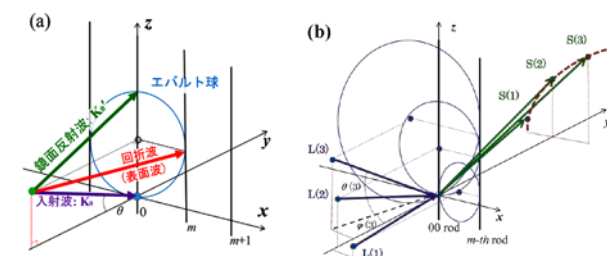 (a)
z
エバルト球
鏡面反射波: K₀'
回折波
(表面波)
入射波: K₀
θ
0
y
x
m
m+1
(b)
z
S(3)
S(2)
S(1)
L(3)
L(2)
θ(3)
φ(3)
L(1)
x
00 rod
m-th rod